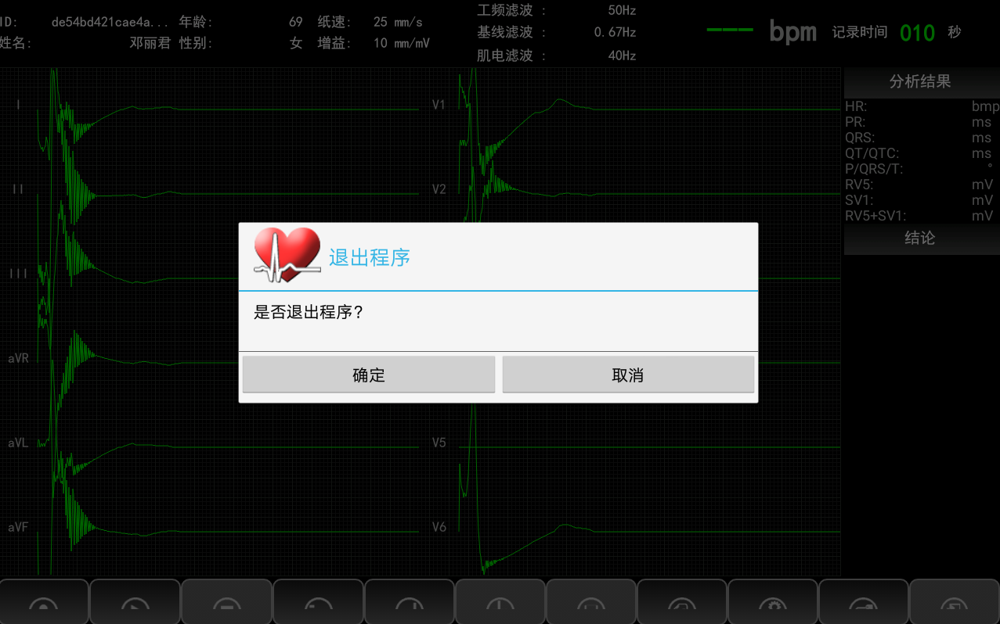 ID: de54bd421cae4a... 年龄: 69 纸速: 25 mm/s
姓名: 邓丽君 性别: 女 增益: 10 mm/mV
工频滤波 : 50Hz
基线滤波 : 0.67Hz
肌电滤波 : 40Hz
--- bpm 记录时间 010 秒
I
II
III
aVR
aVL
aVF
V1
V2
V5
V6
退出程序
是否退出程序?
确定
取消
分析结果
HR: bmp
PR: ms
QRS: ms
QT/QTC: ms
P/QRS/T: °
RV5: mV
SV1: mV
RV5+SV1: mV
结论